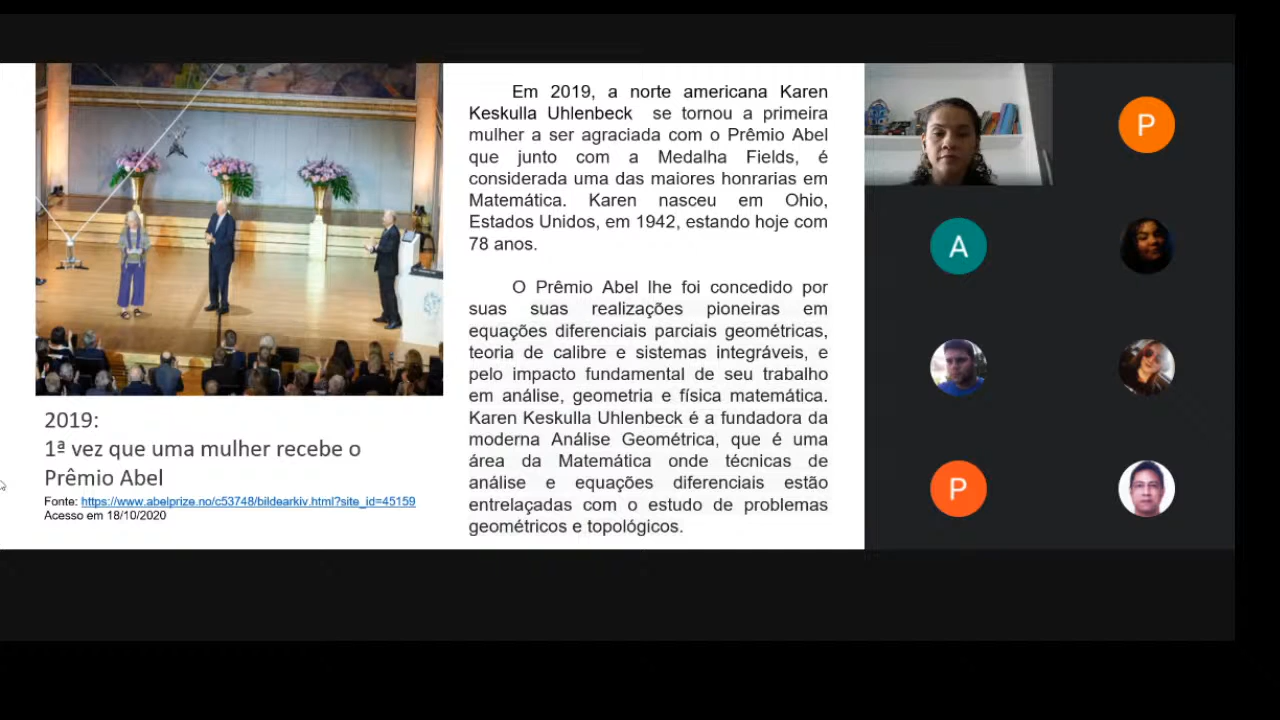 Em 2019, a norte americana Karen
Keskulla Uhlenbeck se tornou a primeira
mulher a ser agraciada com o Prêmio Abel
que junto com a Medalha Fields, é
considerada uma das maiores honrarias em
Matemática. Karen nasceu em Ohio,
Estados Unidos, em 1942, estando hoje com
78 anos.
O Prêmio Abel lhe foi concedido por
suas suas realizações pioneiras em
equações diferenciais parciais geométricas,
teoria de calibre e sistemas integráveis, e
pelo impacto fundamental de seu trabalho
em análise, geometria e física matemática.
Karen Keskulla Uhlenbeck é a fundadora da
moderna Análise Geométrica, que é uma
área da Matemática onde técnicas de
análise e equações diferenciais estão
entrelaçadas com o estudo de problemas
geométricos e topológicos.
2019:
1ª vez que uma mulher recebe o
Prêmio Abel
Fonte: https://www.abelprize.no/c53748/bildearkiv.html?site_id=45159
Acesso em 18/10/2020
P
A
P